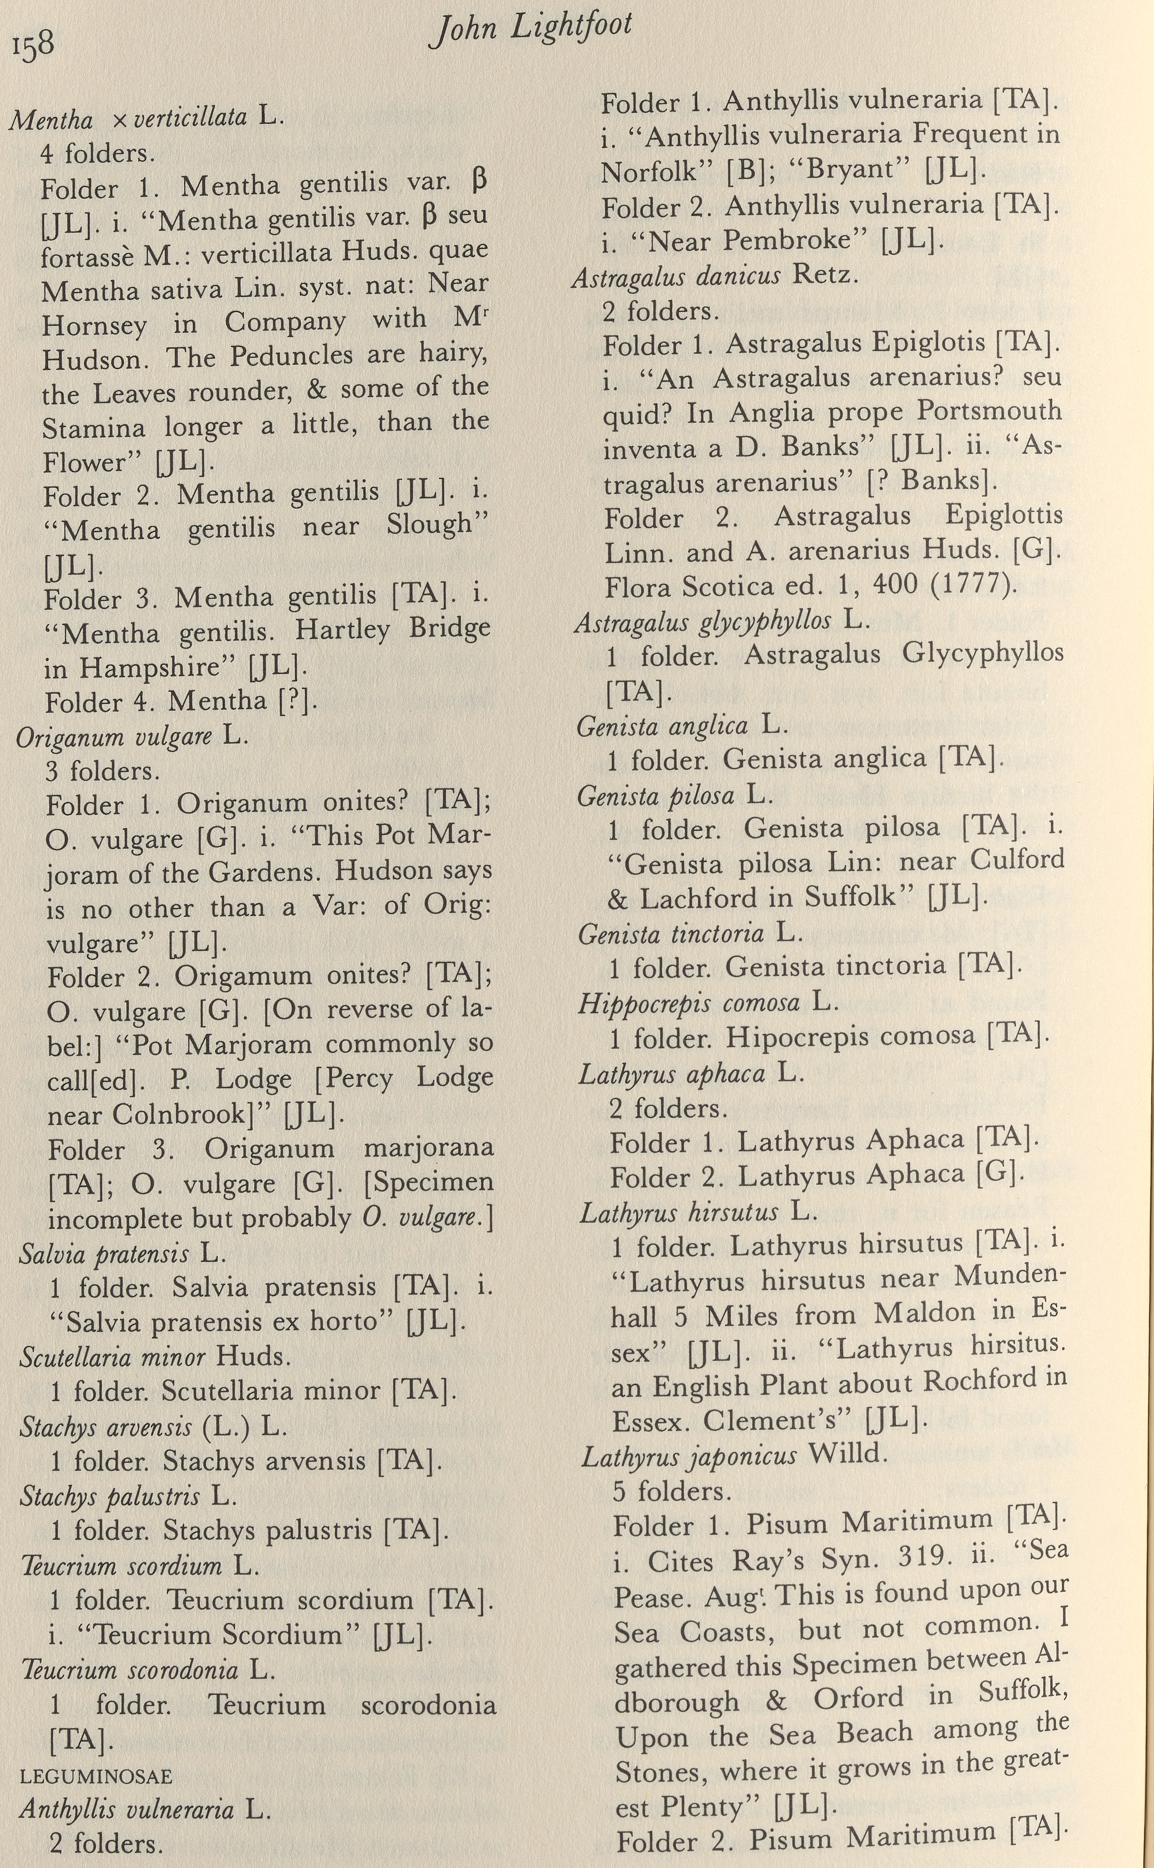 158
John Lightfoot
Mentha × verticillata L.
4 folders.
Folder 1. Mentha gentilis var. β
[JL]. i. “Mentha gentilis var. β seu
fortassè M.: verticillata Huds. quae
Mentha sativa Lin. syst. nat: Near
Hornsey in Company with Mʳ
Hudson. The Peduncles are hairy,
the Leaves rounder, & some of the
Stamina longer a little, than the
Flower” [JL].
Folder 2. Mentha gentilis [JL]. i.
“Mentha gentilis near Slough”
[JL].
Folder 3. Mentha gentilis [TA]. i.
“Mentha gentilis. Hartley Bridge
in Hampshire” [JL].
Folder 4. Mentha [?].
Origanum vulgare L.
3 folders.
Folder 1. Origanum onites? [TA];
O. vulgare [G]. i. “This Pot Mar-
joram of the Gardens. Hudson says
is no other than a Var: of Orig:
vulgare” [JL].
Folder 2. Origamum onites? [TA];
O. vulgare [G]. [On reverse of la-
bel:] “Pot Marjoram commonly so
call[ed]. P. Lodge [Percy Lodge
near Colnbrook]” [JL].
Folder 3. Origanum marjorana
[TA]; O. vulgare [G]. [Specimen
incomplete but probably O. vulgare.]
Salvia pratensis L.
1 folder. Salvia pratensis [TA]. i.
“Salvia pratensis ex horto” [JL].
Scutellaria minor Huds.
1 folder. Scutellaria minor [TA].
Stachys arvensis (L.) L.
1 folder. Stachys arvensis [TA].
Stachys palustris L.
1 folder. Stachys palustris [TA].
Teucrium scordium L.
1 folder. Teucrium scordium [TA].
i. “Teucrium Scordium” [JL].
Teucrium scorodonia L.
1 folder. Teucrium scorodonia
[TA].
LEGUMINOSAE
Anthyllis vulneraria L.
2 folders.
Folder 1. Anthyllis vulneraria [TA].
i. “Anthyllis vulneraria Frequent in
Norfolk” [B]; “Bryant” [JL].
Folder 2. Anthyllis vulneraria [TA].
i. “Near Pembroke” [JL].
Astragalus danicus Retz.
2 folders.
Folder 1. Astragalus Epiglotis [TA].
i. “An Astragalus arenarius? seu
quid? In Anglia prope Portsmouth
inventa a D. Banks” [JL]. ii. “As-
tragalus arenarius” [? Banks].
Folder 2. Astragalus Epiglottis
Linn. and A. arenarius Huds. [G].
Flora Scotica ed. 1, 400 (1777).
Astragalus glycyphyllos L.
1 folder. Astragalus Glycyphyllos
[TA].
Genista anglica L.
1 folder. Genista anglica [TA].
Genista pilosa L.
1 folder. Genista pilosa [TA]. i.
“Genista pilosa Lin: near Culford
& Lachford in Suffolk” [JL].
Genista tinctoria L.
1 folder. Genista tinctoria [TA].
Hippocrepis comosa L.
1 folder. Hipocrepis comosa [TA].
Lathyrus aphaca L.
2 folders.
Folder 1. Lathyrus Aphaca [TA].
Folder 2. Lathyrus Aphaca [G].
Lathyrus hirsutus L.
1 folder. Lathyrus hirsutus [TA]. i.
“Lathyrus hirsutus near Munden-
hall 5 Miles from Maldon in Es-
sex” [JL]. ii. “Lathyrus hirsitus.
an English Plant about Rochford in
Essex. Clement’s” [JL].
Lathyrus japonicus Willd.
5 folders.
Folder 1. Pisum Maritimum [TA].
i. Cites Ray’s Syn. 319. ii. “Sea
Pease. Augᵗ. This is found upon our
Sea Coasts, but not common. I
gathered this Specimen between Al-
dborough & Orford in Suffolk,
Upon the Sea Beach among the
Stones, where it grows in the great-
est Plenty” [JL].
Folder 2. Pisum Maritimum [TA].